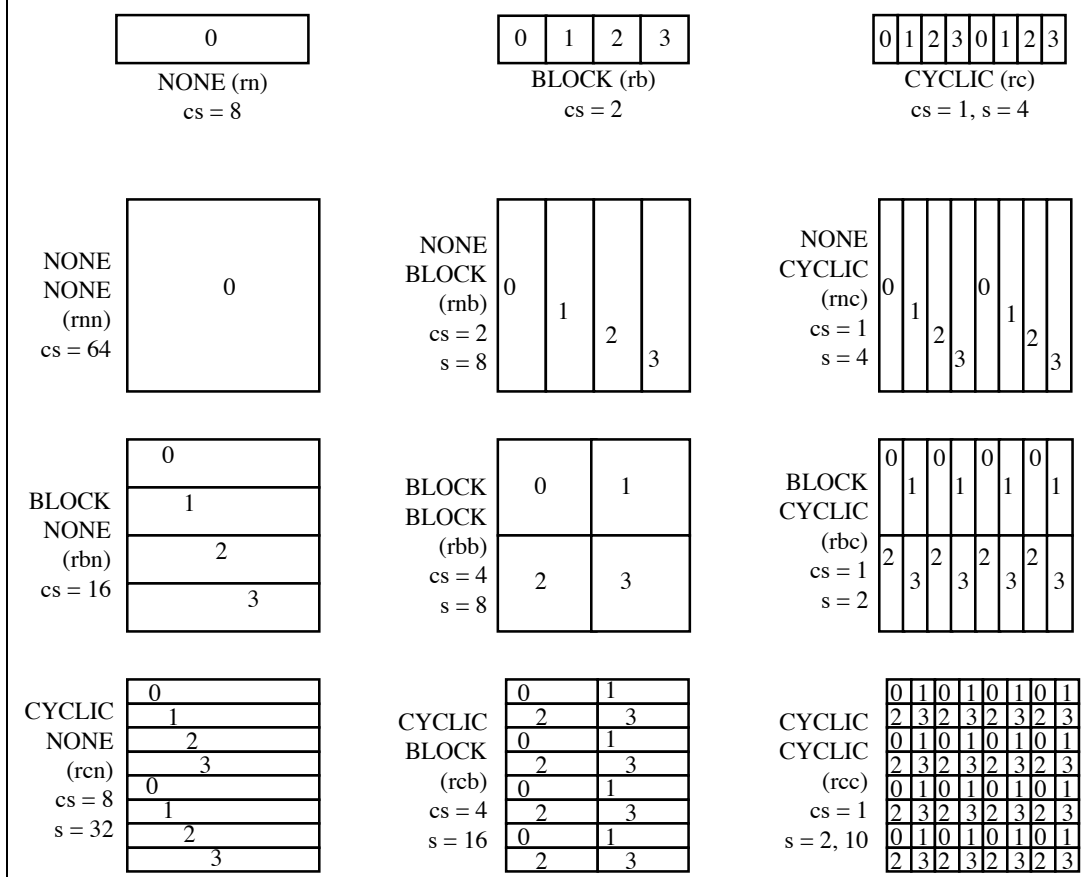 0
NONE (rn)
cs = 8
0 1 2 3
BLOCK (rb)
cs = 2
0 1 2 3 0 1 2 3
CYCLIC (rc)
cs = 1, s = 4
NONE
NONE
(rnn)
cs = 64
0
NONE
BLOCK
(rnb)
cs = 2
s = 8
0
1
2
3
NONE
CYCLIC
(rnc)
cs = 1
s = 4
0 0
1 1
2 2
3 3
BLOCK
NONE
(rbn)
cs = 16
0
1
2
3
BLOCK
BLOCK
(rbb)
cs = 4
s = 8
0 1
2 3
BLOCK
CYCLIC
(rbc)
cs = 1
s = 2
0 0 0 0
1 1 1 1
2 2 2 2
3 3 3 3
CYCLIC
NONE
(rcn)
cs = 8
s = 32
0
1
2
3
0
1
2
3
CYCLIC
BLOCK
(rcb)
cs = 4
s = 16
0 1
2 3
0 1
2 3
0 1
2 3
0 1
2 3
CYCLIC
CYCLIC
(rcc)
cs = 1
s = 2, 10
0 1 0 1 0 1 0 1
2 3 2 3 2 3 2 3
0 1 0 1 0 1 0 1
2 3 2 3 2 3 2 3
0 1 0 1 0 1 0 1
2 3 2 3 2 3 2 3
0 1 0 1 0 1 0 1
2 3 2 3 2 3 2 3